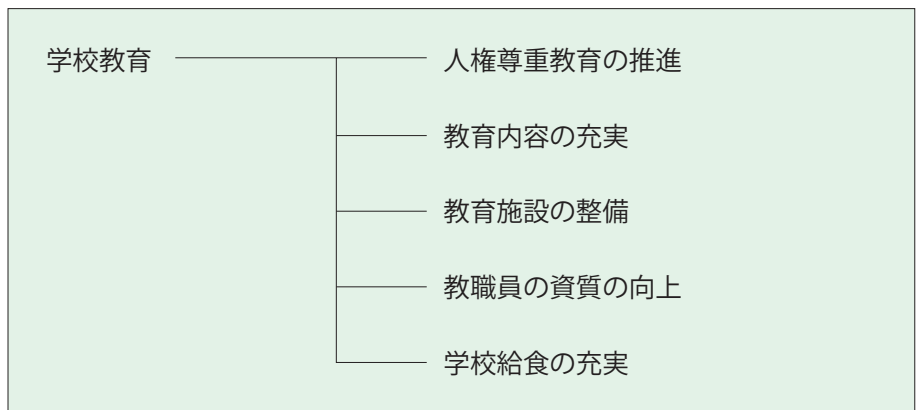 学校教育
人権尊重教育の推進
教育内容の充実
教育施設の整備
教職員の資質の向上
学校給食の充実